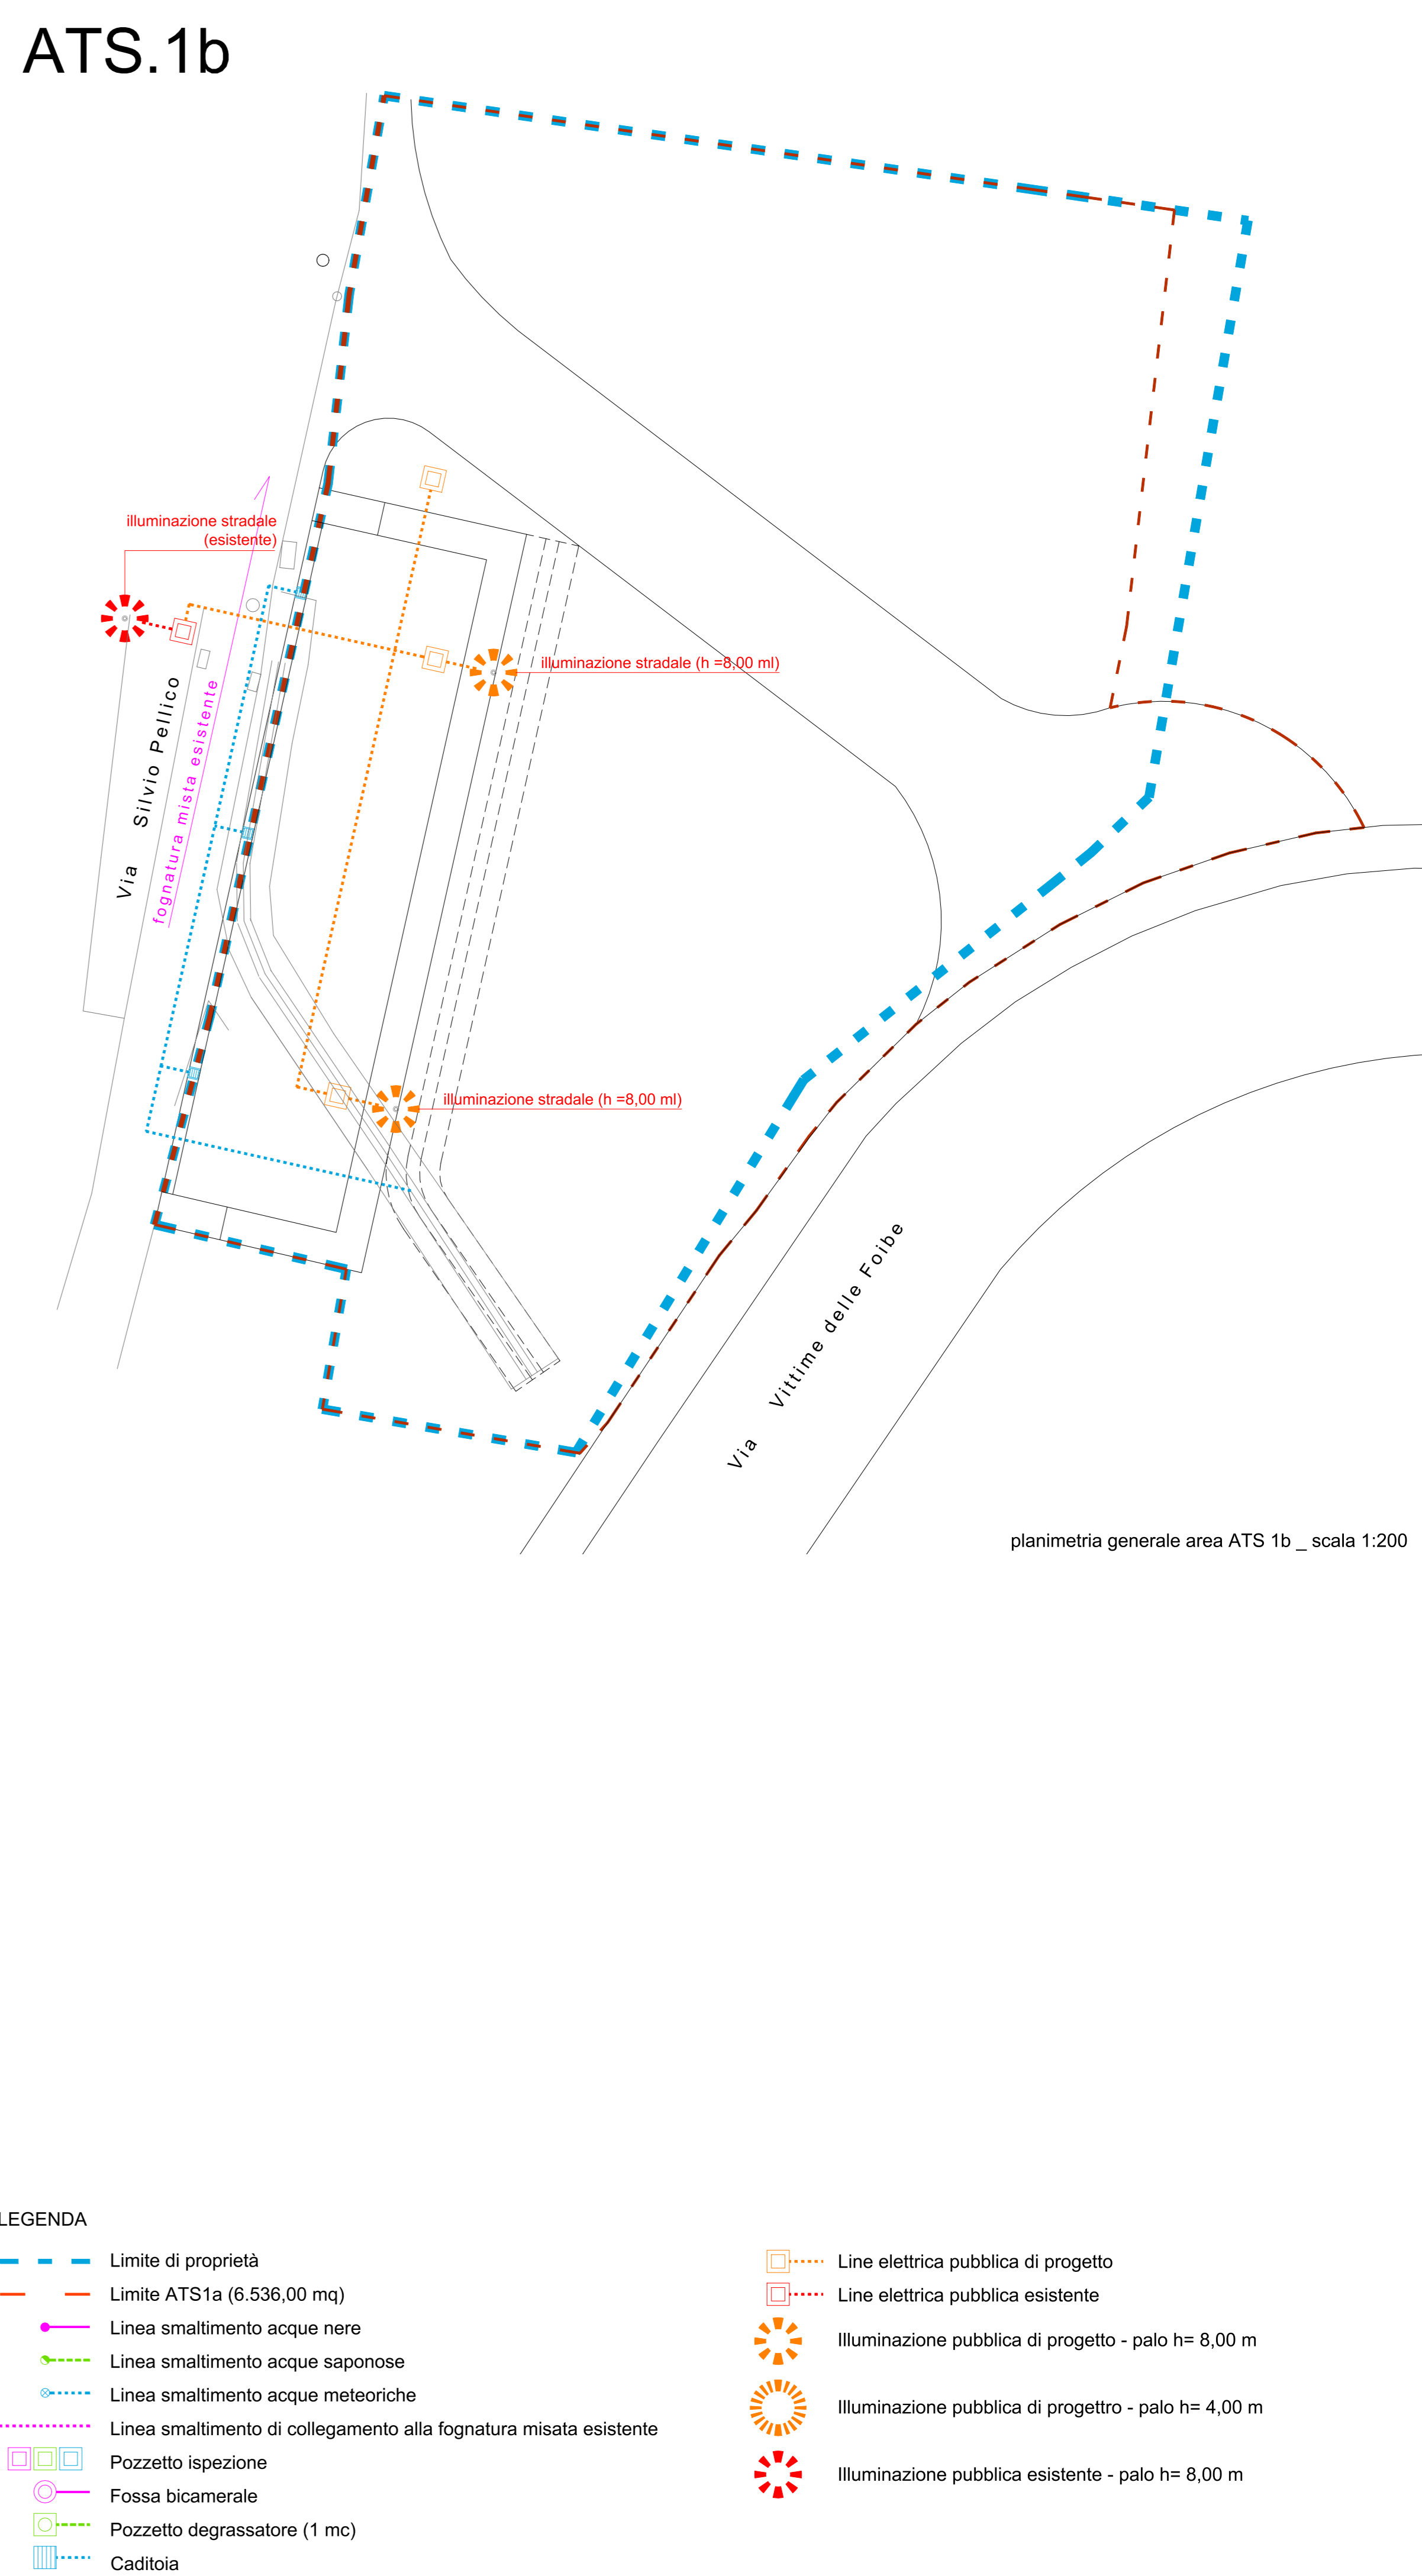 ATS.1b
illuminazione stradale
(esistente)
illuminazione stradale (h =8,00 ml)
Via Silvio Pellico
fognatura mista esistente
illuminazione stradale (h =8,00 ml)
Via Vittime delle Foibe
planimetria generale area ATS 1b _ scala 1:200
LEGENDA
Limite di proprietà
Limite ATS1a (6.536,00 mq)
Linea smaltimento acque nere
Linea smaltimento acque saponose
Linea smaltimento acque meteoriche
Linea smaltimento di collegamento alla fognatura misata esistente
Pozzetto ispezione
Fossa bicamerale
Pozzetto degrassatore (1 mc)
Caditoia
Line elettrica pubblica di progetto
Line elettrica pubblica esistente
Illuminazione pubblica di progetto - palo h= 8,00 m
Illuminazione pubblica di progettro - palo h= 4,00 m
Illuminazione pubblica esistente - palo h= 8,00 m